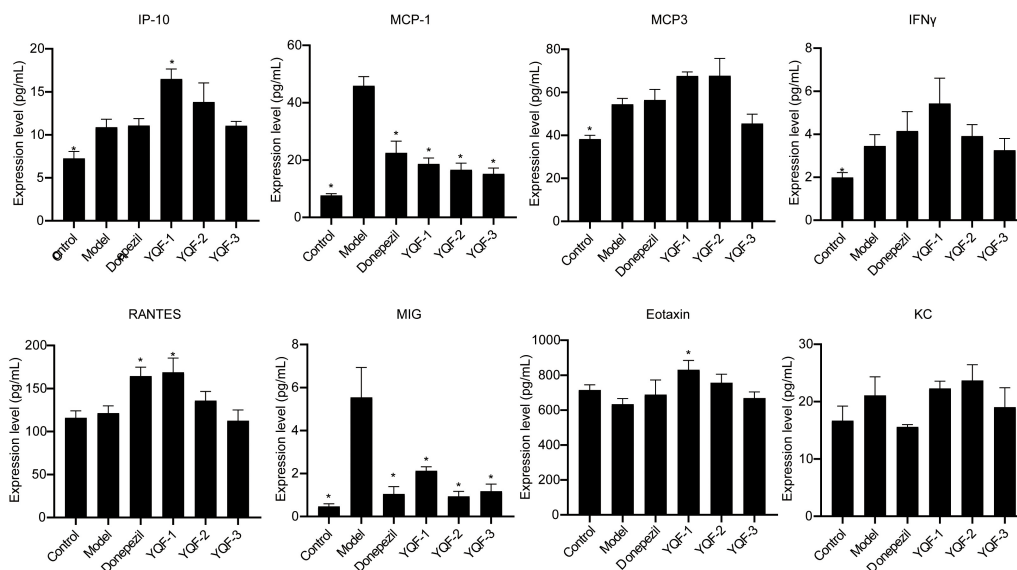 IP-10
MCP-1
MCP3
IFNγ
Expression level (pg/mL)
20
15
10
5
0
*
*
Control
Model
Donepezil
YQF-1
YQF-2
YQF-3
Expression level (pg/mL)
60
40
20
0
*
*
*
*
*
Control
Model
Donepezil
YQF-1
YQF-2
YQF-3
Expression level (pg/mL)
80
60
40
20
0
*
Control
Model
Donepezil
YQF-1
YQF-2
YQF-3
Expression level (pg/mL)
8
6
4
2
0
*
Control
Model
Donepezil
YQF-1
YQF-2
YQF-3
RANTES
MIG
Eotaxin
KC
Expression level (pg/mL)
200
150
100
50
0
*
*
Control
Model
Donepezil
YQF-1
YQF-2
YQF-3
Expression level (pg/mL)
8
6
4
2
0
*
*
*
*
*
Control
Model
Donepezil
YQF-1
YQF-2
YQF-3
Expression level (pg/mL)
1000
800
600
400
200
0
*
Control
Model
Donepezil
YQF-1
YQF-2
YQF-3
Expression level (pg/mL)
30
20
10
0
Control
Model
Donepezil
YQF-1
YQF-2
YQF-3